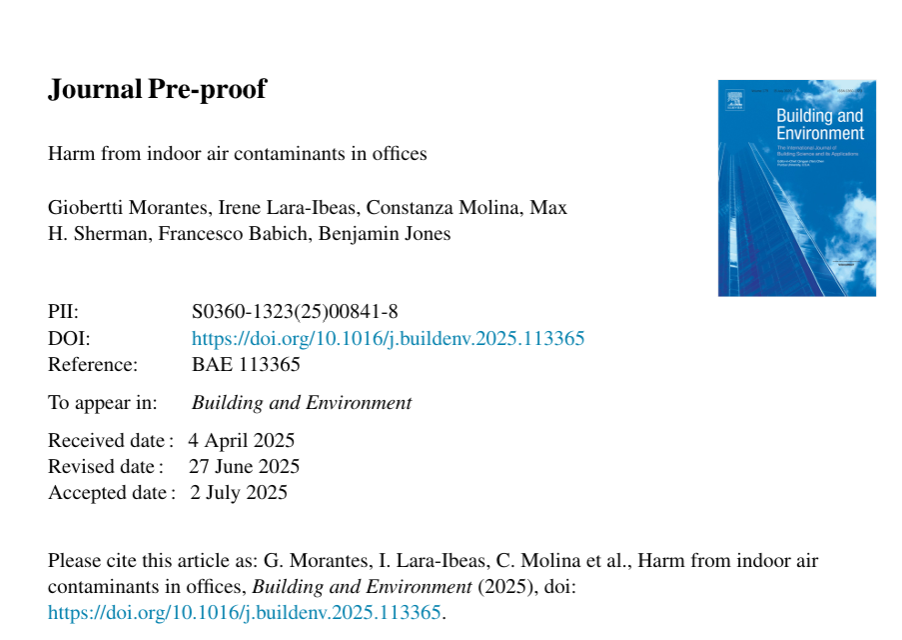 Journal Pre-proof
Harm from indoor air contaminants in offices
Giobertti Morantes, Irene Lara-Ibeas, Constanza Molina, Max
H. Sherman, Francesco Babich, Benjamin Jones
Building and
Environment
The International Journal of
Building Science and its Applications
PII: S0360-1323(25)00841-8
DOI: https://doi.org/10.1016/j.buildenv.2025.113365
Reference: BAE 113365
To appear in: Building and Environment
Received date : 4 April 2025
Revised date : 27 June 2025
Accepted date : 2 July 2025
Please cite this article as: G. Morantes, I. Lara-Ibeas, C. Molina et al., Harm from indoor air
contaminants in offices, Building and Environment (2025), doi:
https://doi.org/10.1016/j.buildenv.2025.113365.